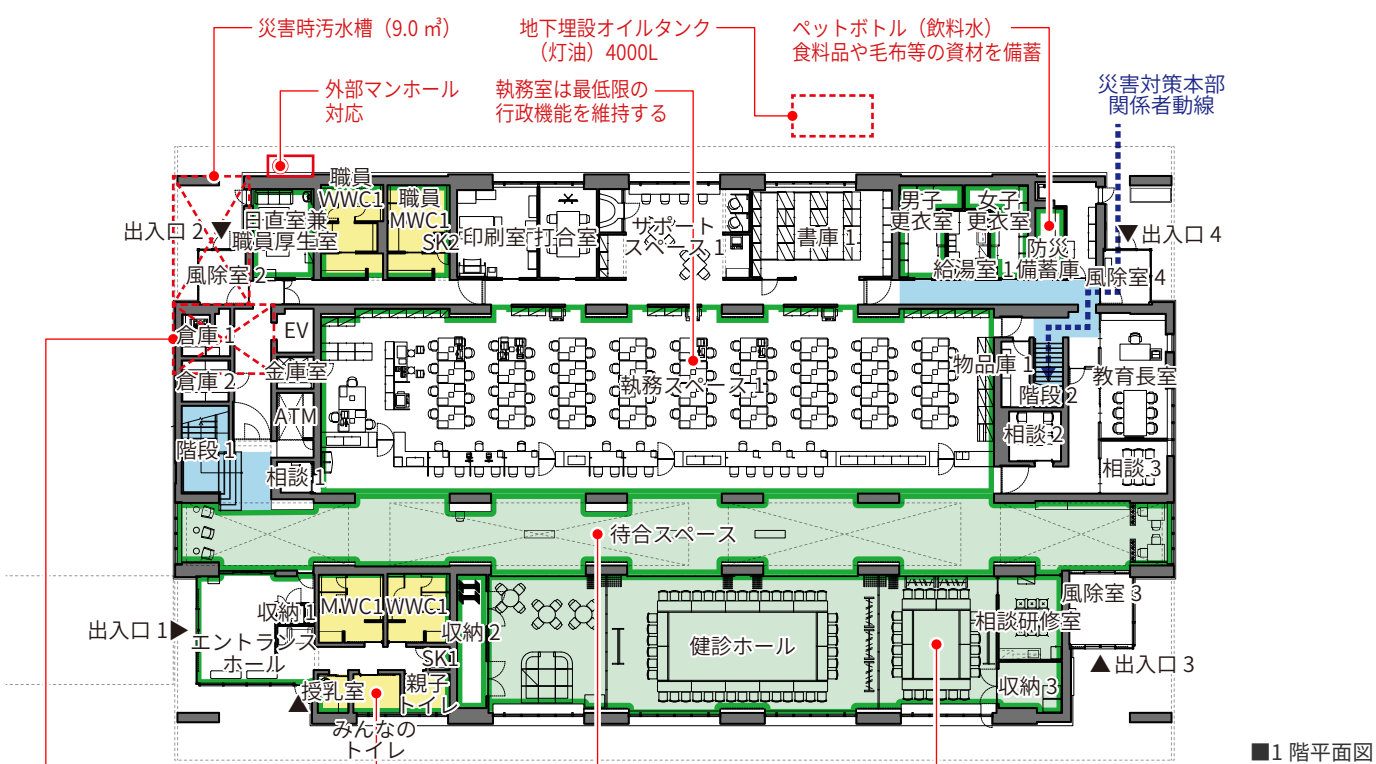 災害時汚水槽（9.0 ㎥）
地下埋設オイルタンク
（灯油）4000L
ペットボトル（飲料水）
食料品や毛布等の資材を備蓄
外部マンホール
対応
執務室は最低限の
行政機能を維持する
災害対策本部
関係者動線
職員
WWC1
職員
MWC1
SK2
日直室兼
職員厚生室
印刷室
打合室
サポート
スペース 1
書庫 1
男子
更衣室
女子
更衣室
給湯室 1
防災
備蓄庫
出入口 2
出入口 4
風除室 2
風除室 4
倉庫 1
EV
倉庫 2
金庫室
ATM
階段 1
相談 1
執務スペース 1
物品庫 1
階段 2
教育長室
相談 2
相談 3
待合スペース
出入口 1
収納 1
エントランス
ホール
MWC1
WWC1
収納 2
SK1
授乳室
親子
トイレ
みんなの
トイレ
健診ホール
相談研修室
風除室 3
収納 3
出入口 3
■1 階平面図